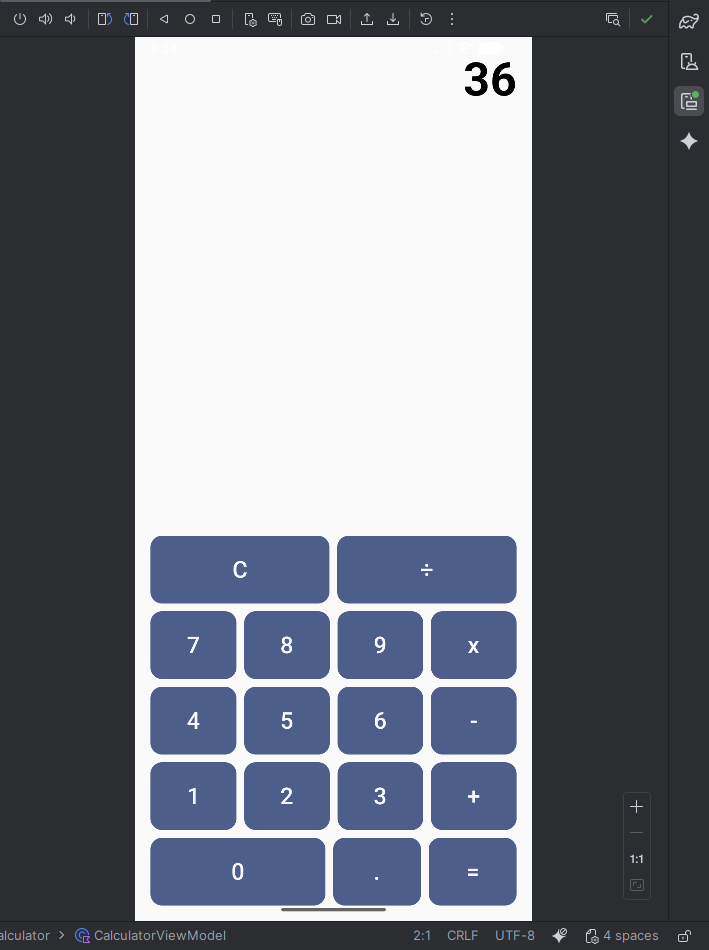 36
C ÷
7 8 9 x
4 5 6 -
1 2 3 +
0 . =
1:1
alculator > CalculatorViewModel 2:1 CRLF UTF-8 4 spaces